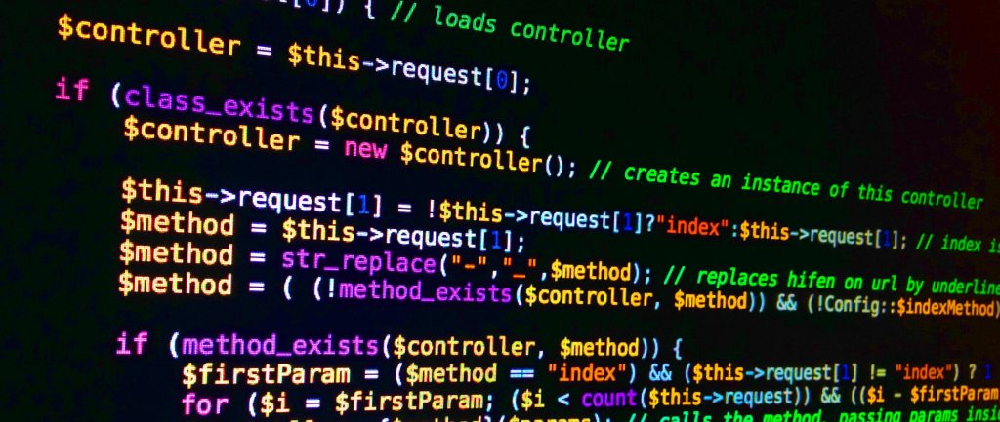 [0]) { // loads controller
$controller = $this->request[0];
if (class_exists($controller)) {
$controller = new $controller(); // creates an instance of this controller
$this->request[1] = !$this->request[1]?"index":$this->request[1]; // index is
$method = $this->request[1];
$method = str_replace("-","_",$method); // replaces hifen on url by underline
$method = ( (!method_exists($controller, $method)) && (!Config::$indexMethod)
if (method_exists($controller, $method)) {
$firstParam = ($method == "index") && ($this->request[1] != "index") ? 1
for ($i = $firstParam; ($i < count($this->request)) && (($i - $firstParam
// calls the method, passing params